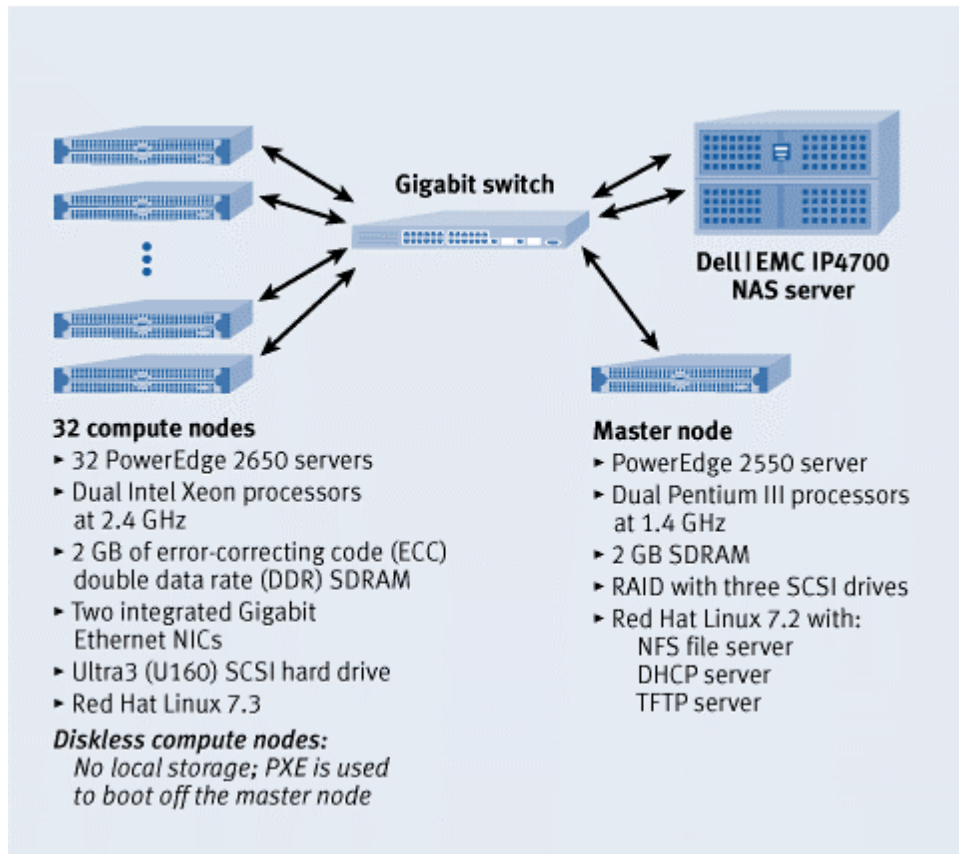 Gigabit switch
Dell|EMC IP4700
NAS server
32 compute nodes
► 32 PowerEdge 2650 servers
► Dual Intel Xeon processors
at 2.4 GHz
► 2 GB of error-correcting code (ECC)
double data rate (DDR) SDRAM
► Two integrated Gigabit
Ethernet NICs
► Ultra3 (U160) SCSI hard drive
► Red Hat Linux 7.3
Diskless compute nodes:
No local storage; PXE is used
to boot off the master node
Master node
► PowerEdge 2550 server
► Dual Pentium III processors
at 1.4 GHz
► 2 GB SDRAM
► RAID with three SCSI drives
► Red Hat Linux 7.2 with:
NFS file server
DHCP server
TFTP server